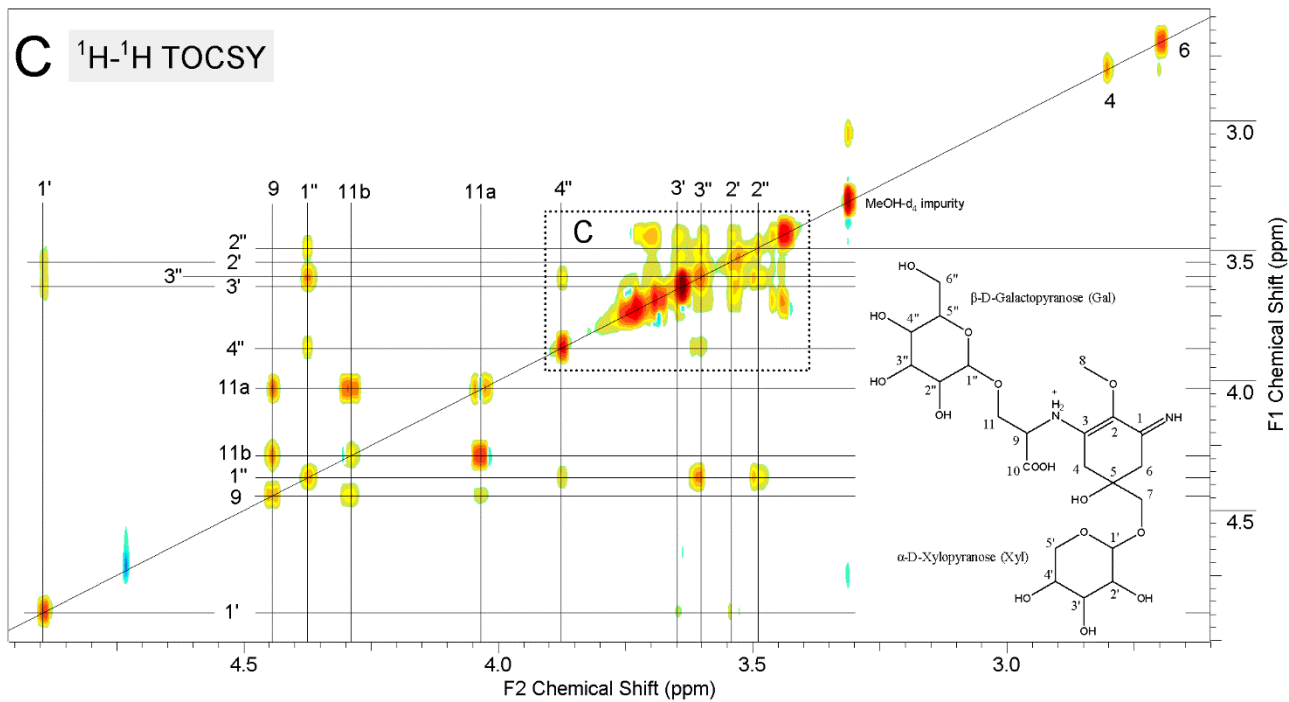 C ¹H-¹H TOCSY
6
4
3.0
1' 9 1'' 11b 11a 4'' 3' 3'' 2' 2''
MeOH-d₄ impurity
C
2''
2'
3''
3'
4''
11a
11b
1''
9
1'
3.5
4.0
4.5
F1 Chemical Shift (ppm)
HO
6''
β-D-Galactopyranose (Gal)
HO 4'' 5'' O
8
O
3'' 1''
HO 2'' O
OH
+
H₂
N
NH
11 9 3 2 1
10 COOH 4 5 6
HO 7
O
α-D-Xylopyranose (Xyl)
5' O 1'
4' 2'
HO 3' OH
OH
4.5 4.0 3.5 3.0
F2 Chemical Shift (ppm)